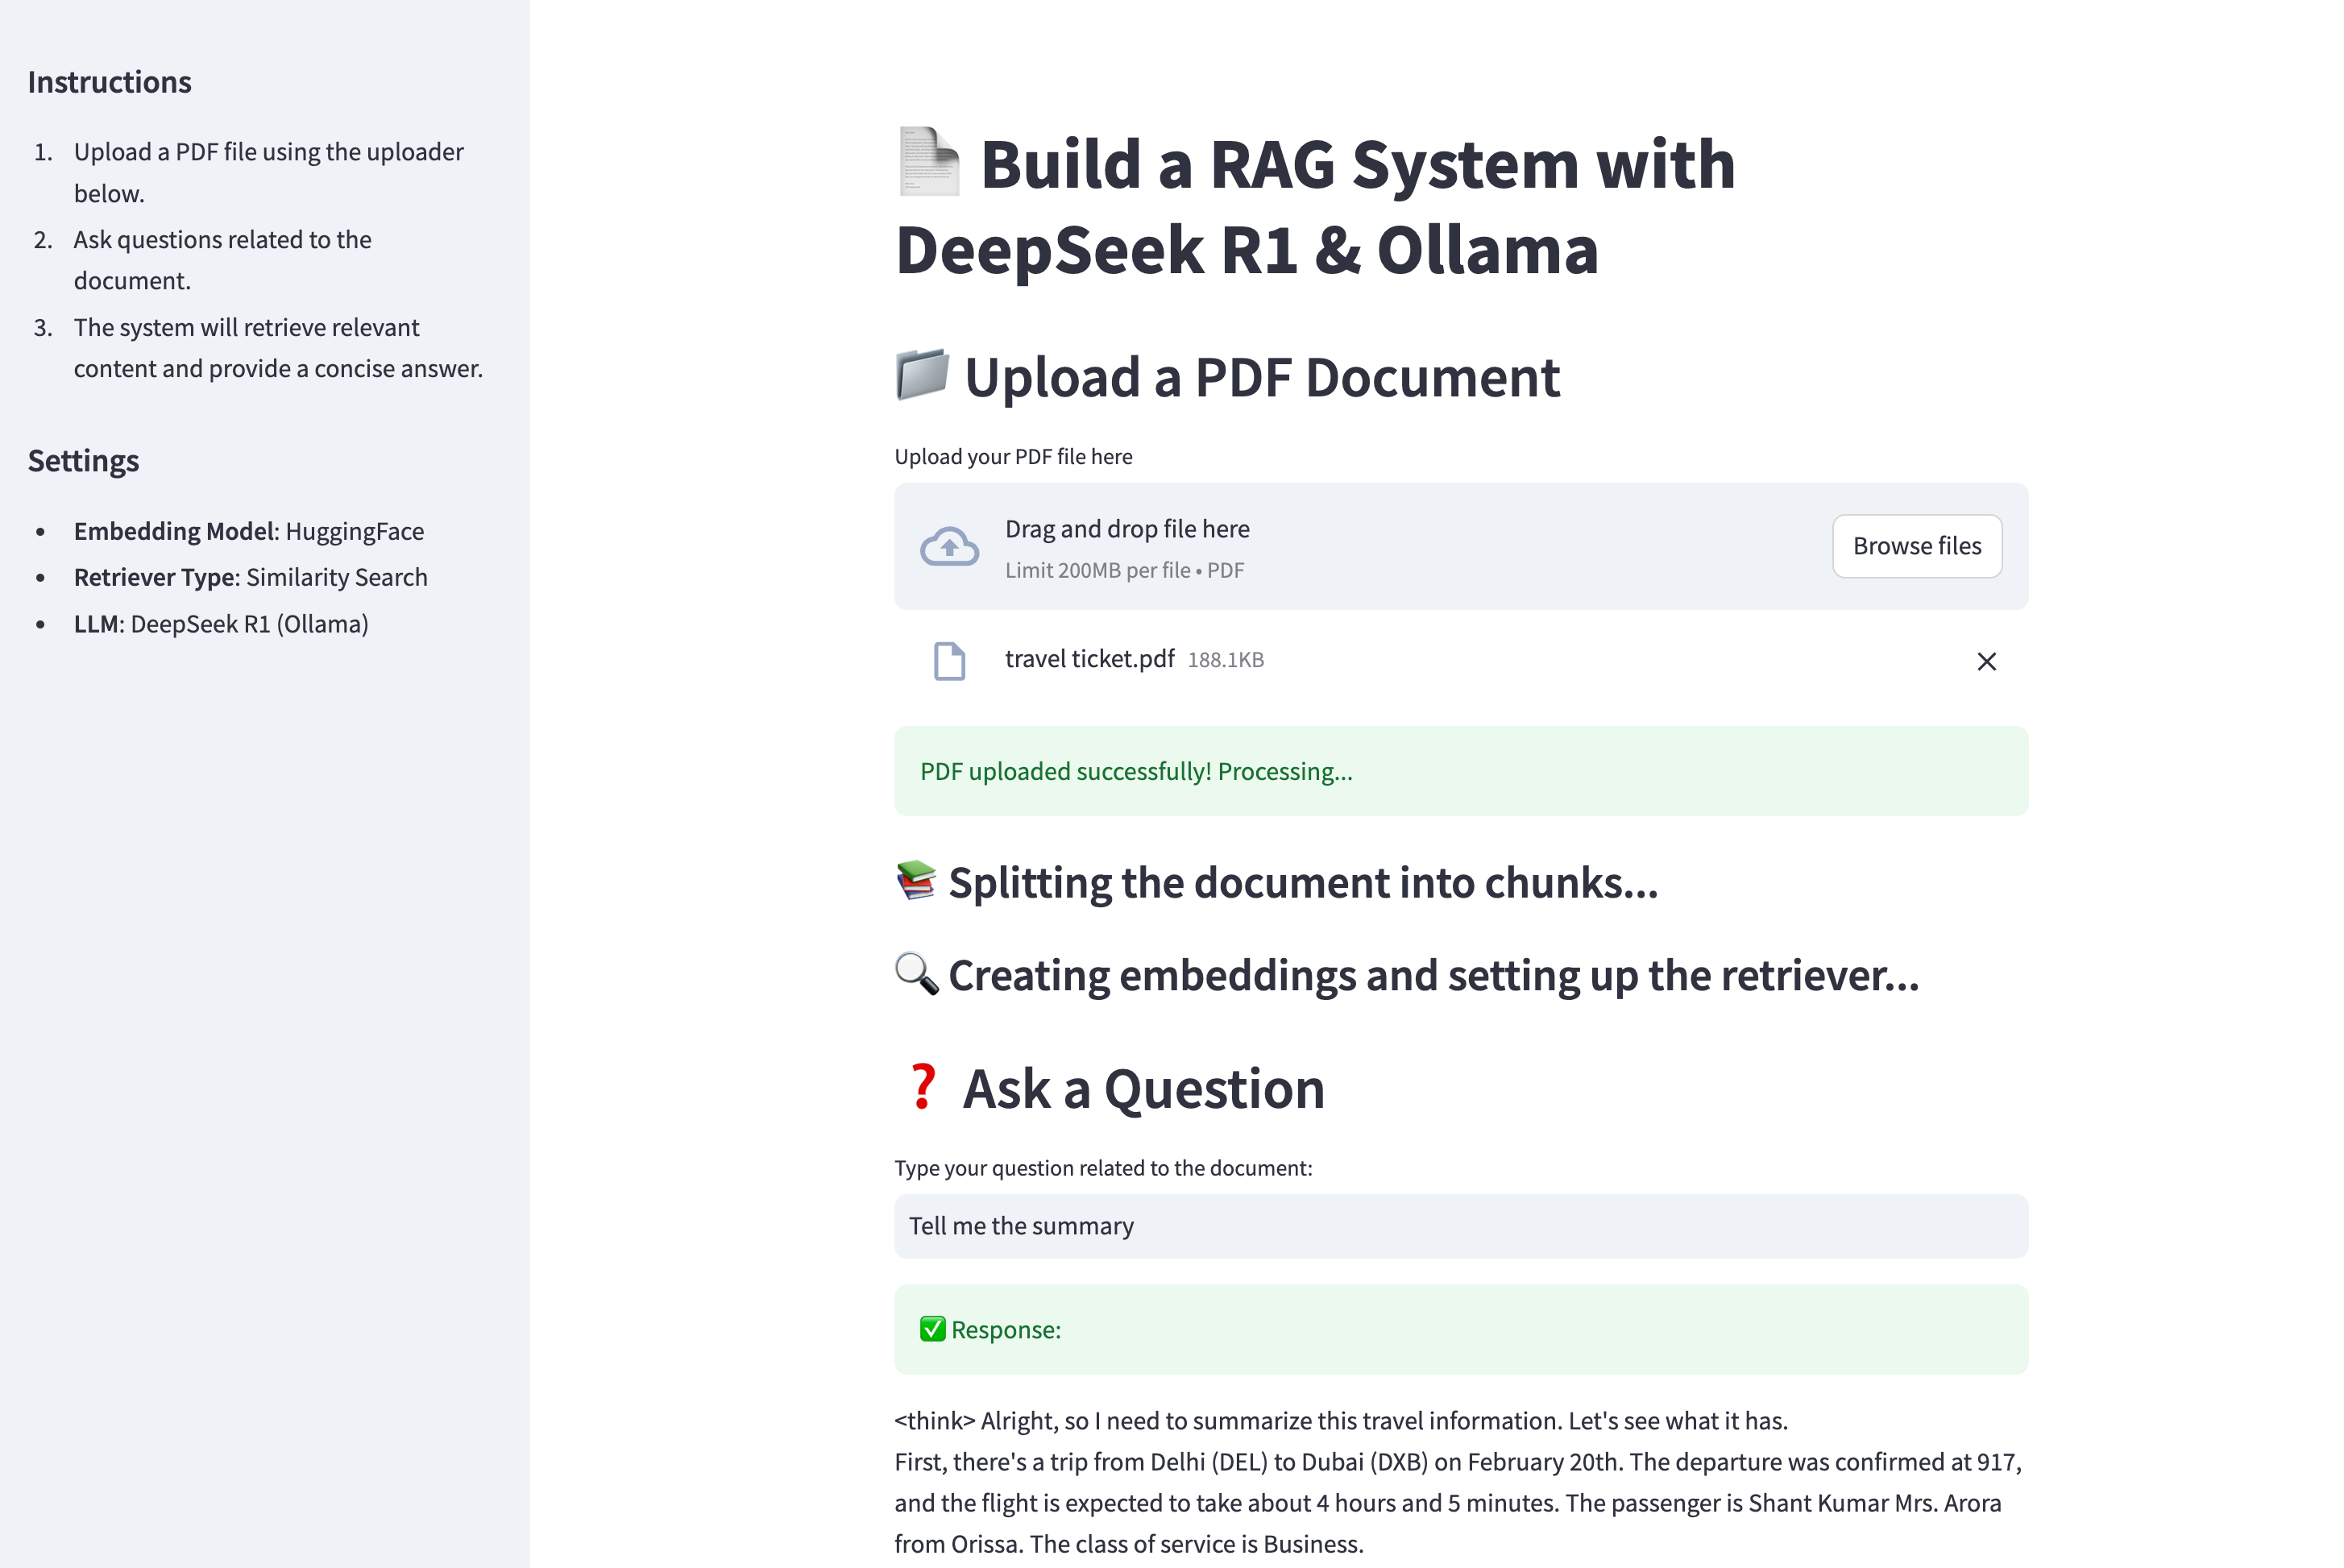 Instructions
1. Upload a PDF file using the uploader
below.
2. Ask questions related to the
document.
3. The system will retrieve relevant
content and provide a concise answer.
Settings
• Embedding Model: HuggingFace
• Retriever Type: Similarity Search
• LLM: DeepSeek R1 (Ollama)
Build a RAG System with
DeepSeek R1 & Ollama
Upload a PDF Document
Upload your PDF file here
Drag and drop file here
Limit 200MB per file • PDF
Browse files
travel ticket.pdf 188.1KB
PDF uploaded successfully! Processing...
Splitting the document into chunks...
Creating embeddings and setting up the retriever...
❓ Ask a Question
Type your question related to the document:
Tell me the summary
✅ Response:
<think> Alright, so I need to summarize this travel information. Let's see what it has.
First, there's a trip from Delhi (DEL) to Dubai (DXB) on February 20th. The departure was confirmed at 917,
and the flight is expected to take about 4 hours and 5 minutes. The passenger is Shant Kumar Mrs. Arora
from Orissa. The class of service is Business.